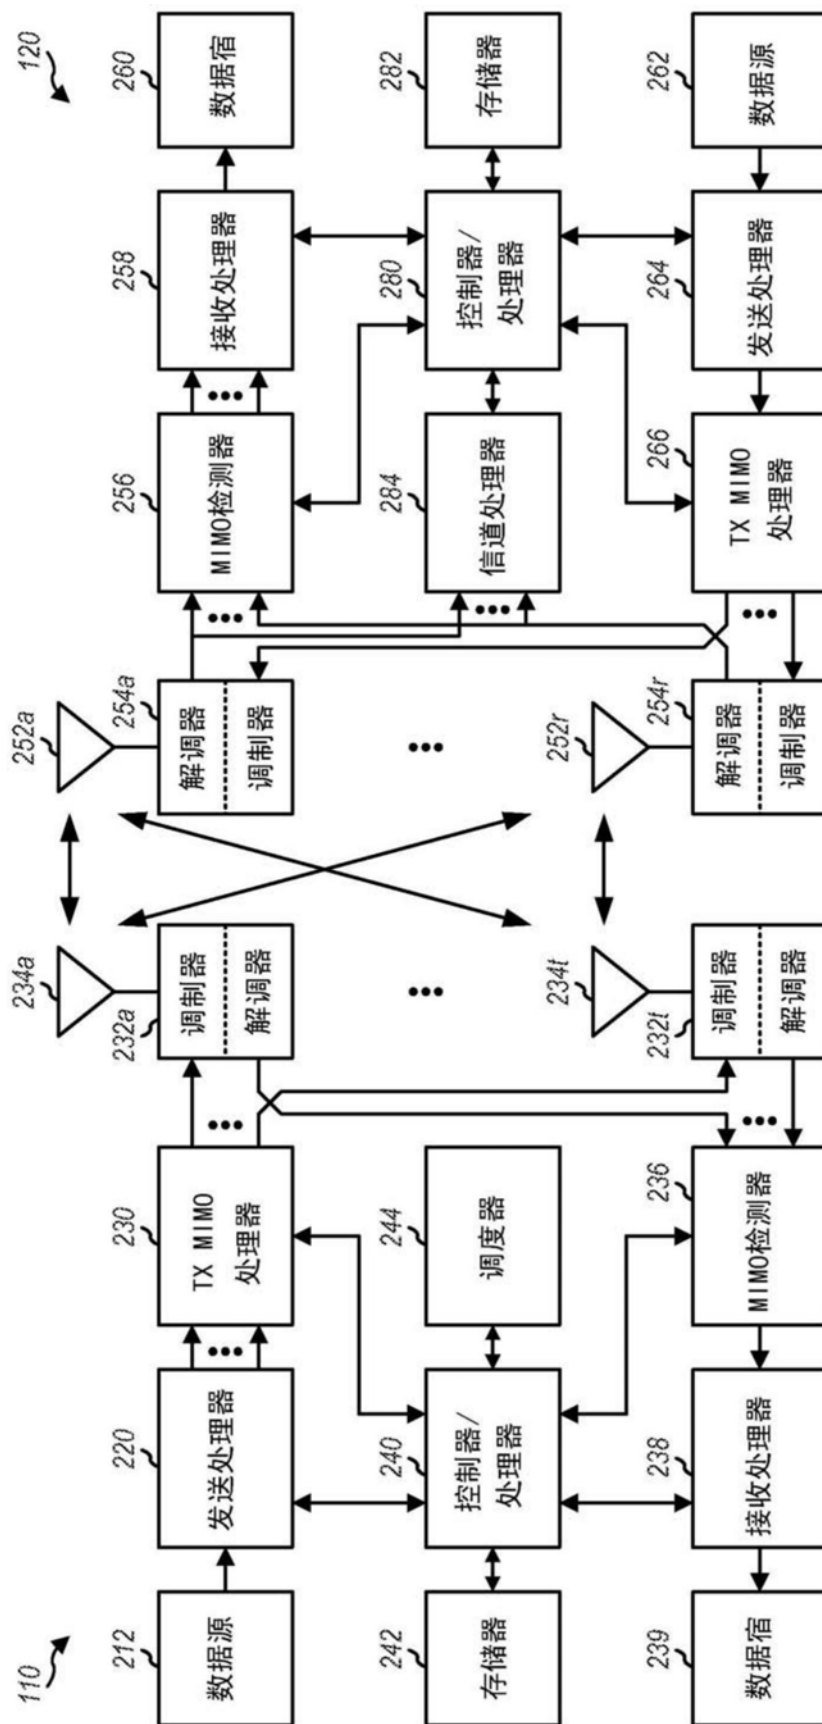 110
120
212
数据源
220
发送处理器
230
TX MIMO
处理器
232a
调制器
解调器
234a
252a
254a
解调器
调制器
256
MIMO检测器
258
接收处理器
260
数据宿
242
存储器
240
控制器/
处理器
244
调度器
284
信道处理器
280
控制器/
处理器
282
存储器
239
数据宿
238
接收处理器
236
MIMO检测器
232t
调制器
解调器
234t
252r
254r
解调器
调制器
266
TX MIMO
处理器
264
发送处理器
262
数据源